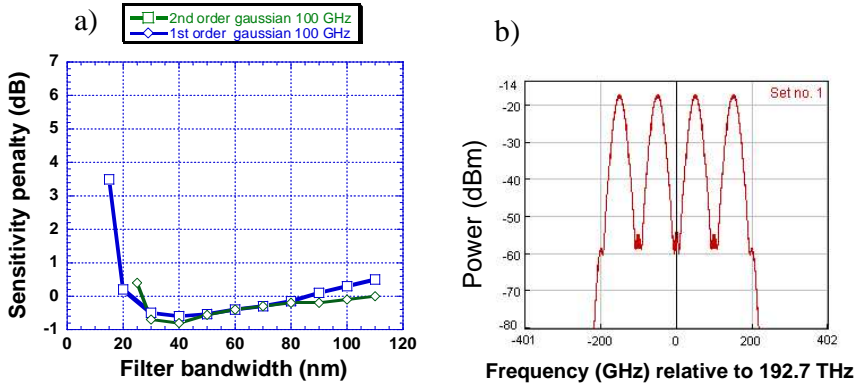 a)
2nd order gaussian 100 GHz
1st order gaussian 100 GHz
Sensitivity penalty (dB)
7
6
5
4
3
2
1
0
-1
0 20 40 60 80 100 120
Filter bandwidth (nm)
b)
Set no. 1
Power (dBm)
-14
-20
-30
-40
-50
-60
-70
-80
-401 -200 0 200 402
Frequency (GHz) relative to 192.7 THz